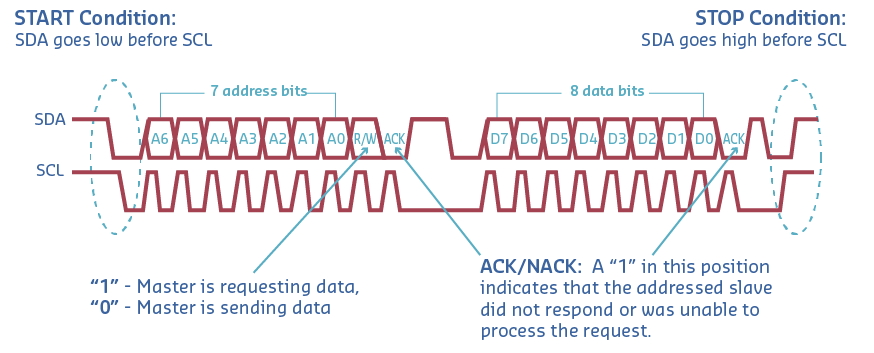 START Condition:
SDA goes low before SCL
STOP Condition:
SDA goes high before SCL
7 address bits
8 data bits
SDA
A6 A5 A4 A3 A2 A1 A0 R/W ACK D7 D6 D5 D4 D3 D2 D1 D0 ACK
SCL
“1” - Master is requesting data,
“0” - Master is sending data
ACK/NACK: A “1” in this position
indicates that the addressed slave
did not respond or was unable to
process the request.